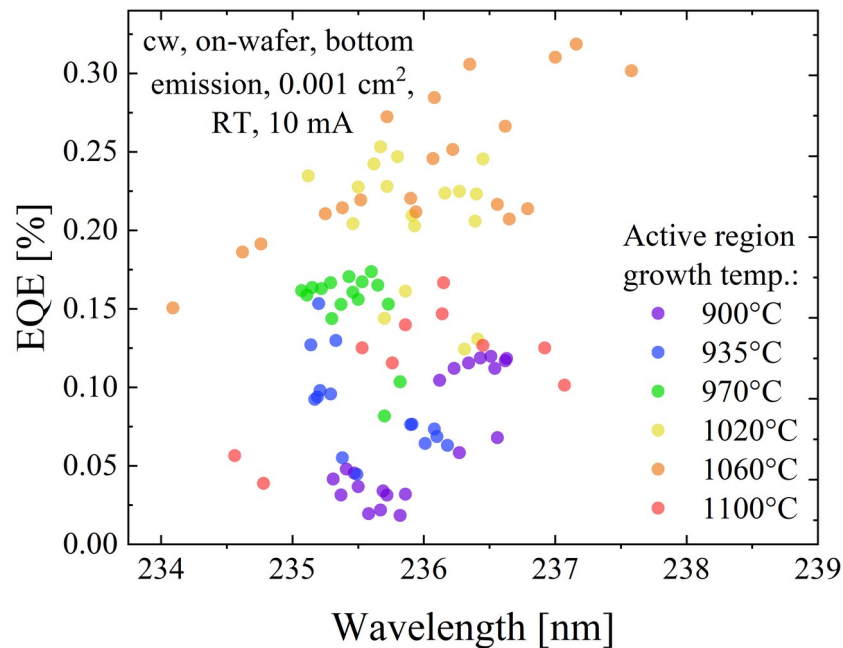 cw, on-wafer, bottom
emission, 0.001 cm²,
RT, 10 mA
EQE [%]
0.30
0.25
0.20
0.15
0.10
0.05
0.00
Active region
growth temp.:
900°C
935°C
970°C
1020°C
1060°C
1100°C
234
235
236
237
238
239
Wavelength [nm]